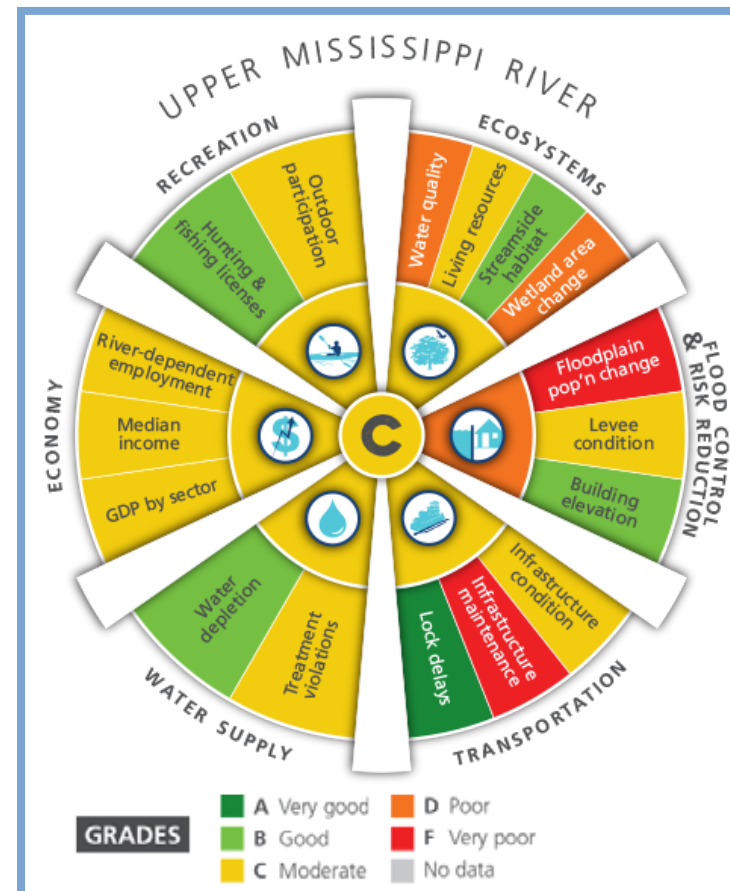 UPPER MISSISSIPPI RIVER
RECREATION
Hunting &
fishing licenses
Outdoor
participation
ECOSYSTEMS
Water quality
Living resources
Streamside
habitat
Wetland area
change
FLOOD CONTROL
& RISK REDUCTION
Floodplain
pop'n change
Levee
condition
Building
elevation
TRANSPORTATION
Infrastructure
condition
Infrastructure
maintenance
Lock delays
WATER SUPPLY
Treatment
violations
Water
depletion
ECONOMY
River-dependent
employment
Median
income
GDP by sector
$
C
GRADES
A Very good
B Good
C Moderate
D Poor
F Very poor
No data